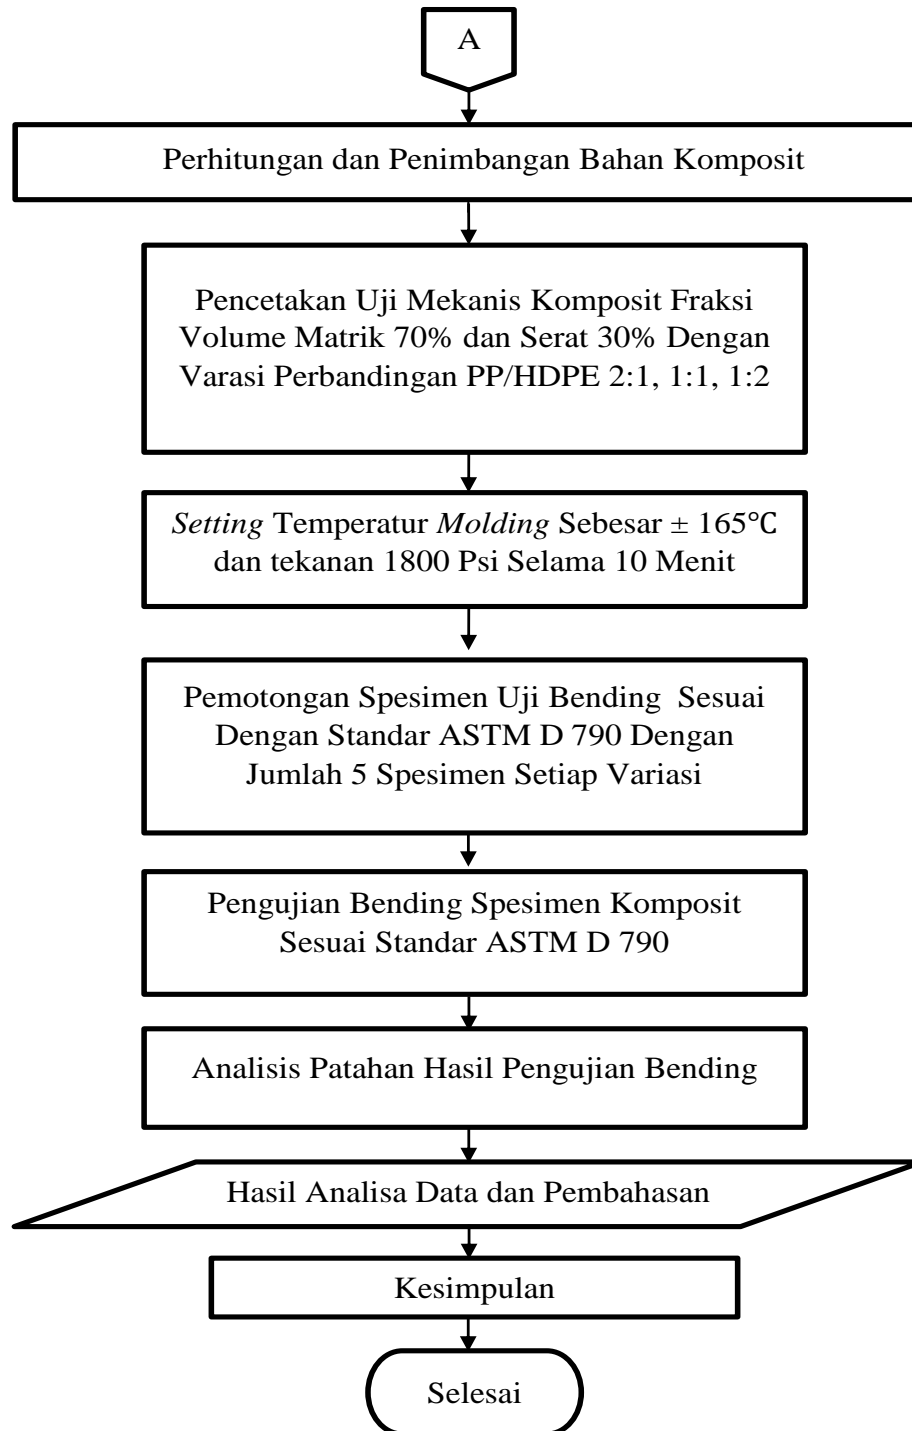 A
Perhitungan dan Penimbangan Bahan Komposit
Pencetakan Uji Mekanis Komposit Fraksi
Volume Matrik 70% dan Serat 30% Dengan
Varasi Perbandingan PP/HDPE 2:1, 1:1, 1:2
Setting Temperatur Molding Sebesar ± 165℃
dan tekanan 1800 Psi Selama 10 Menit
Pemotongan Spesimen Uji Bending Sesuai
Dengan Standar ASTM D 790 Dengan
Jumlah 5 Spesimen Setiap Variasi
Pengujian Bending Spesimen Komposit
Sesuai Standar ASTM D 790
Analisis Patahan Hasil Pengujian Bending
Hasil Analisa Data dan Pembahasan
Kesimpulan
Selesai